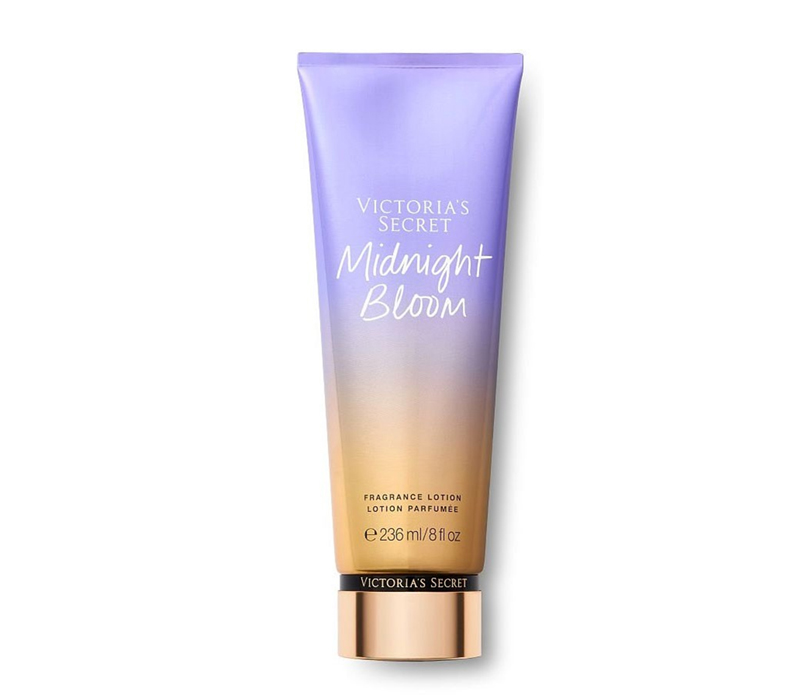 VICTORIA'S
SECRET
Midnight
Bloom
FRAGRANCE LOTION
LOTION PARFUMÉE
℮ 236 ml/8 fl oz
VICTORIA'S SECRET